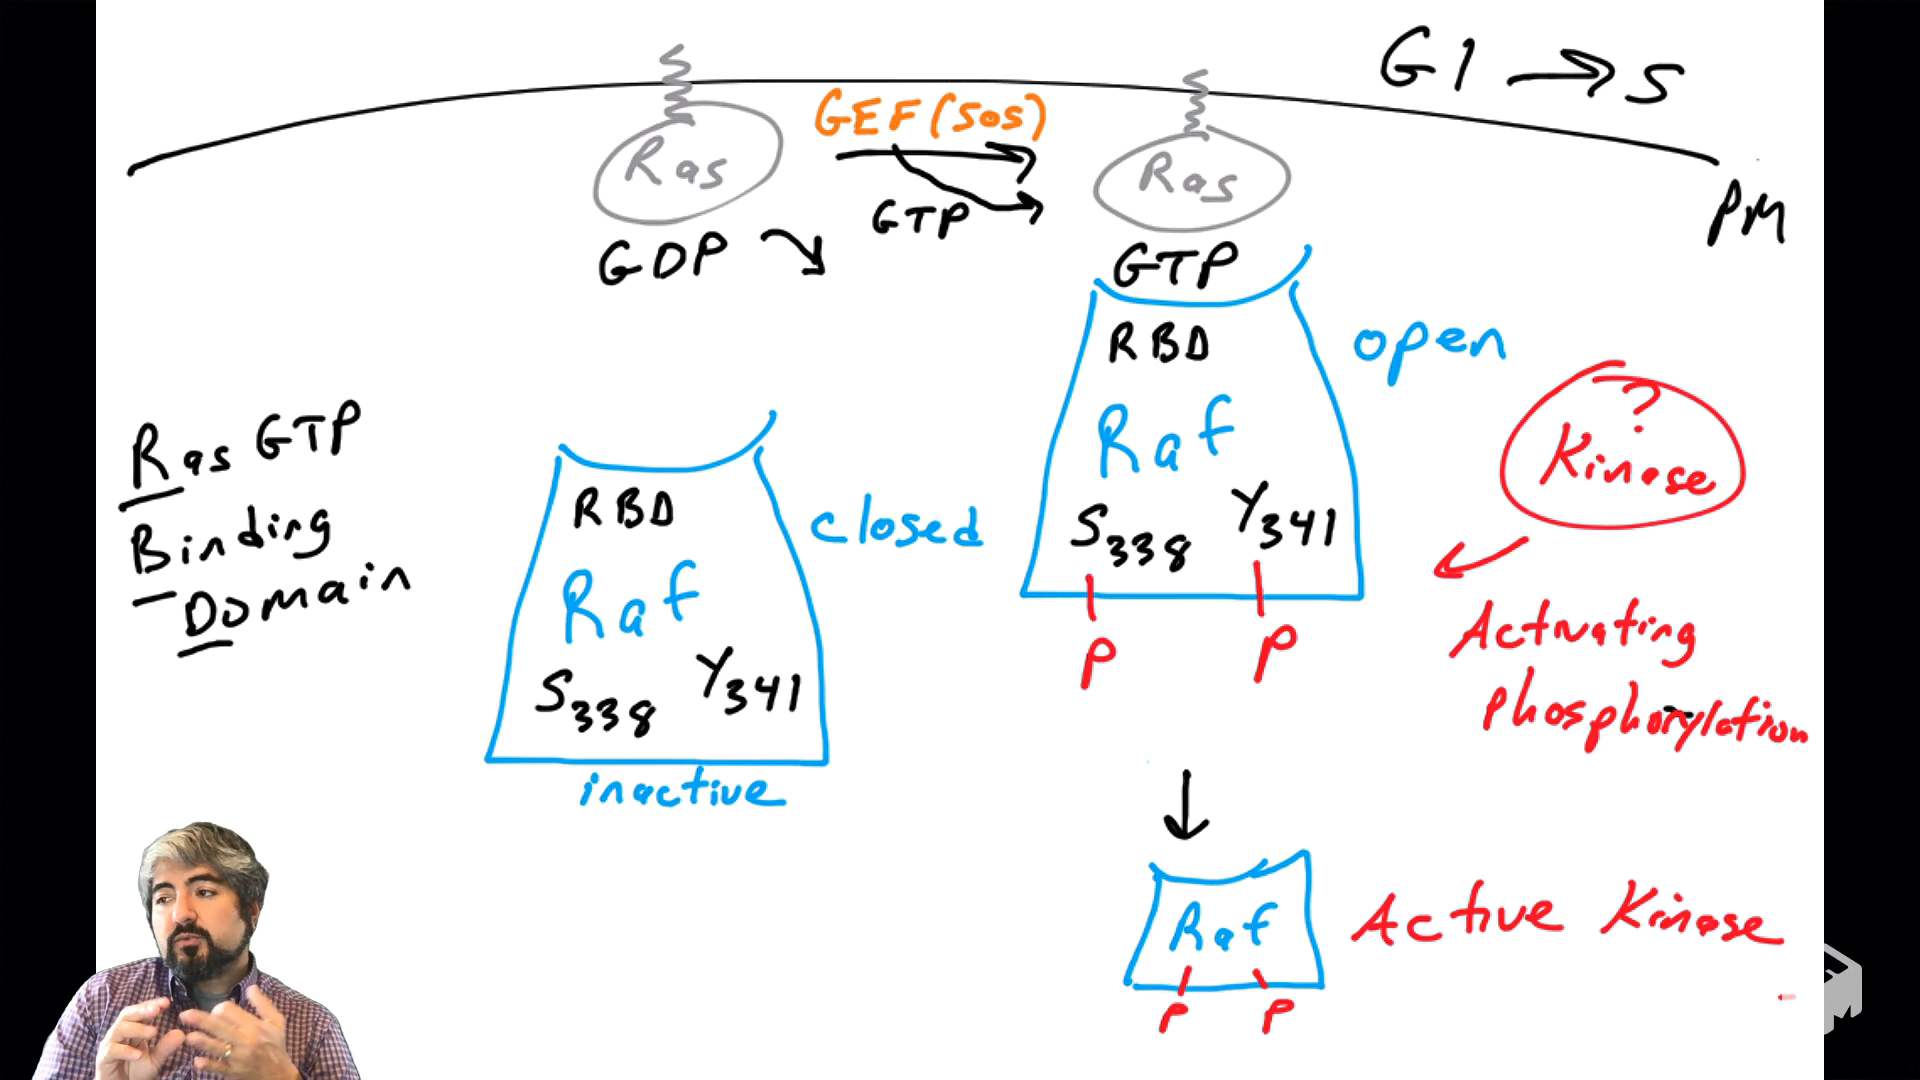 G1 → S
GEF (SOS)
Ras
Ras
GTP
PM
GDP
GTP
RBD
open
Raf
? Kinase
S338 Y341
P P
Activating
phosphorylation
Ras GTP
Binding
Domain
RBD
closed
Raf
S338 Y341
inactive
Raf
Active Kinase
P P